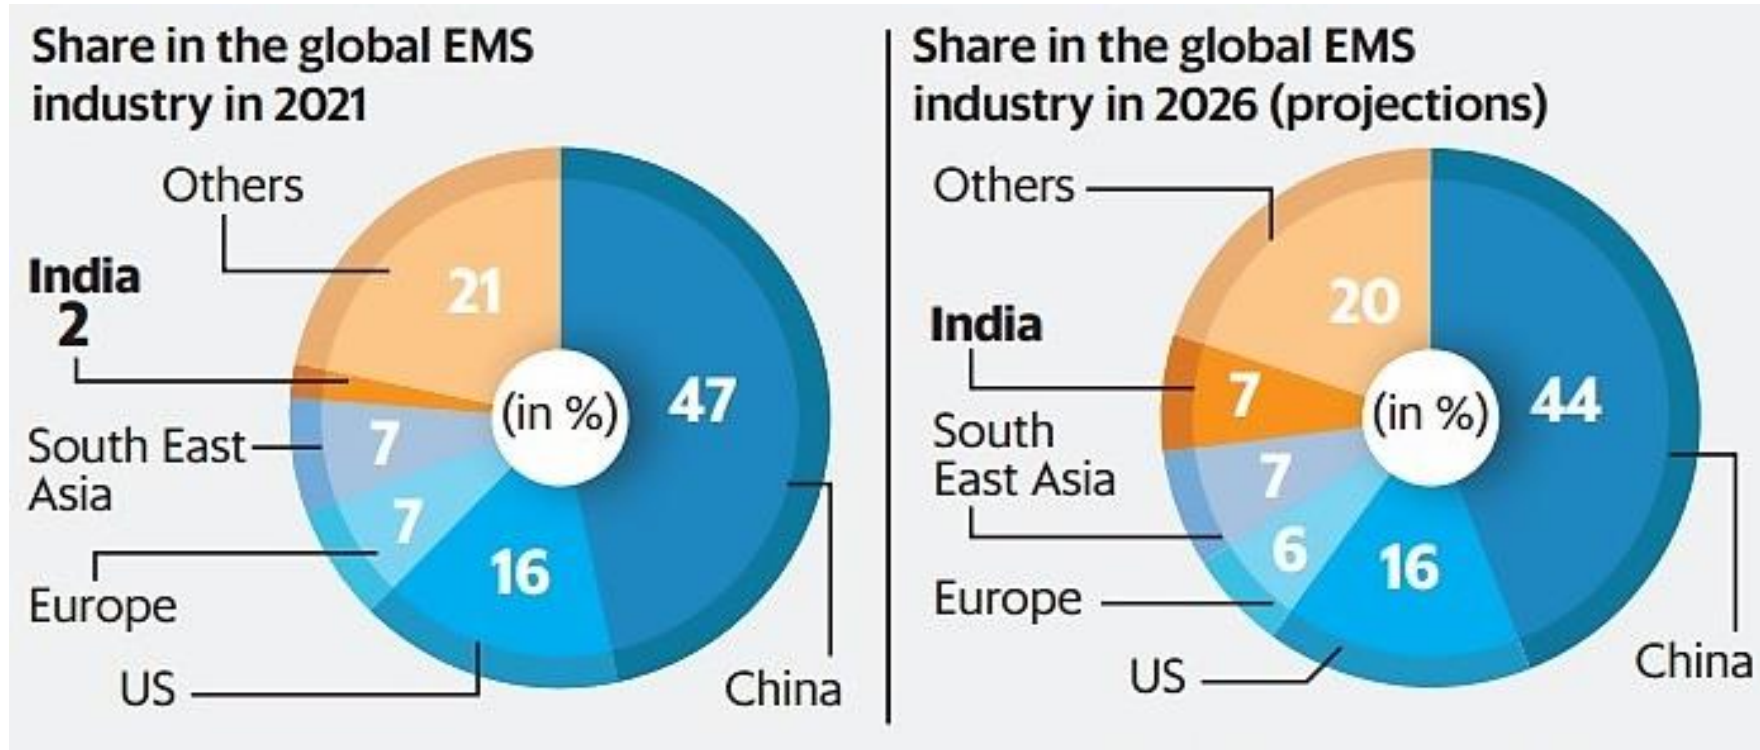 Share in the global EMS
industry in 2021
Others
21
India
2
(in %)
47
South East
Asia
7
7
16
Europe
US
China
Share in the global EMS
industry in 2026 (projections)
Others
20
India
7
(in %)
44
South
East Asia
7
6
16
Europe
US
China